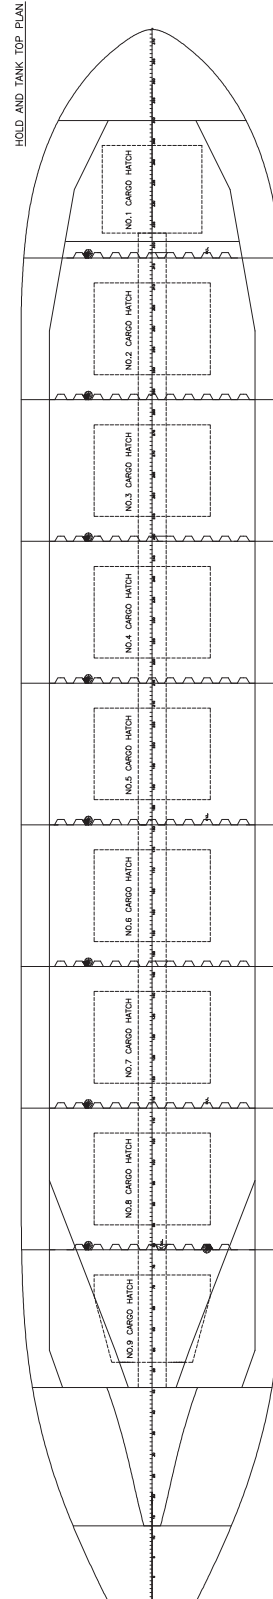 HOLD AND TANK TOP PLAN
NO.1 CARGO HATCH
NO.2 CARGO HATCH
NO.3 CARGO HATCH
NO.4 CARGO HATCH
NO.5 CARGO HATCH
NO.6 CARGO HATCH
NO.7 CARGO HATCH
NO.8 CARGO HATCH
NO.9 CARGO HATCH